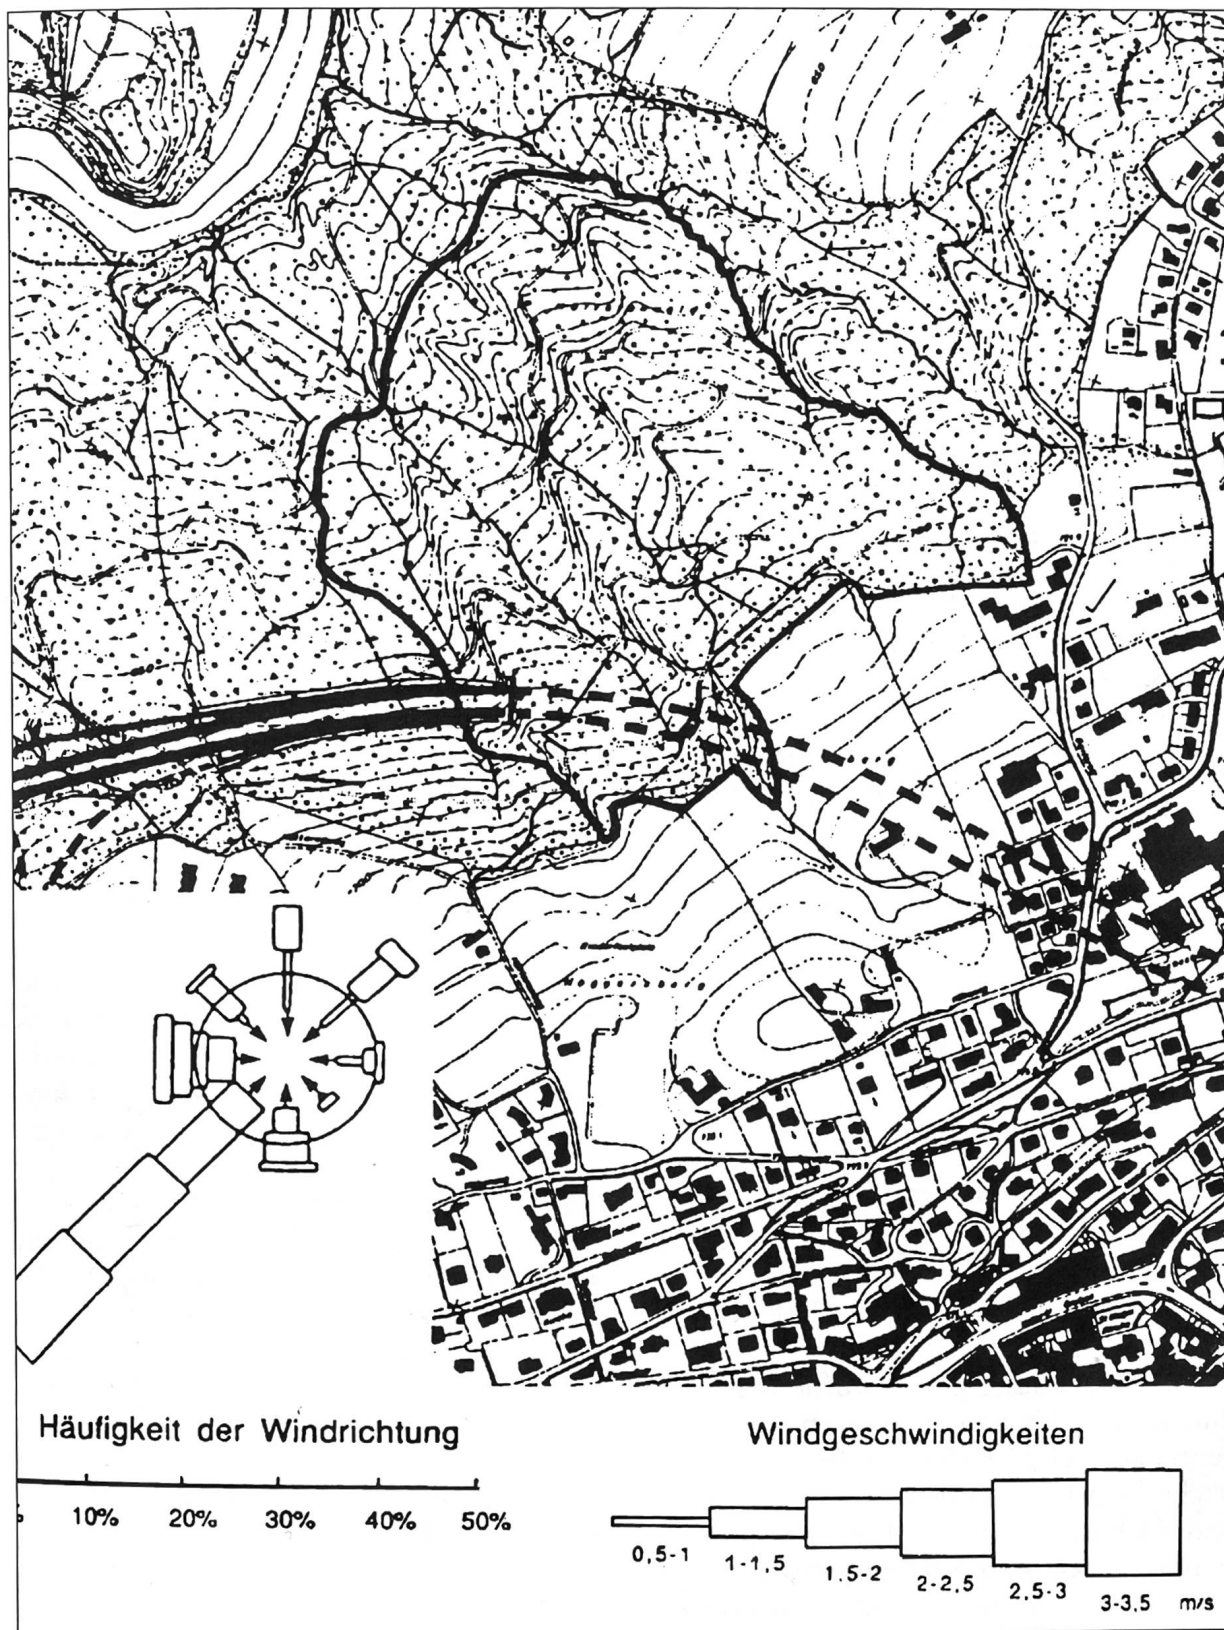 Häufigkeit der Windrichtung
10% 20% 30% 40% 50%
Windgeschwindigkeiten
0,5-1 1-1,5 1.5-2 2-2,5 2,5-3 3-3,5 m/s